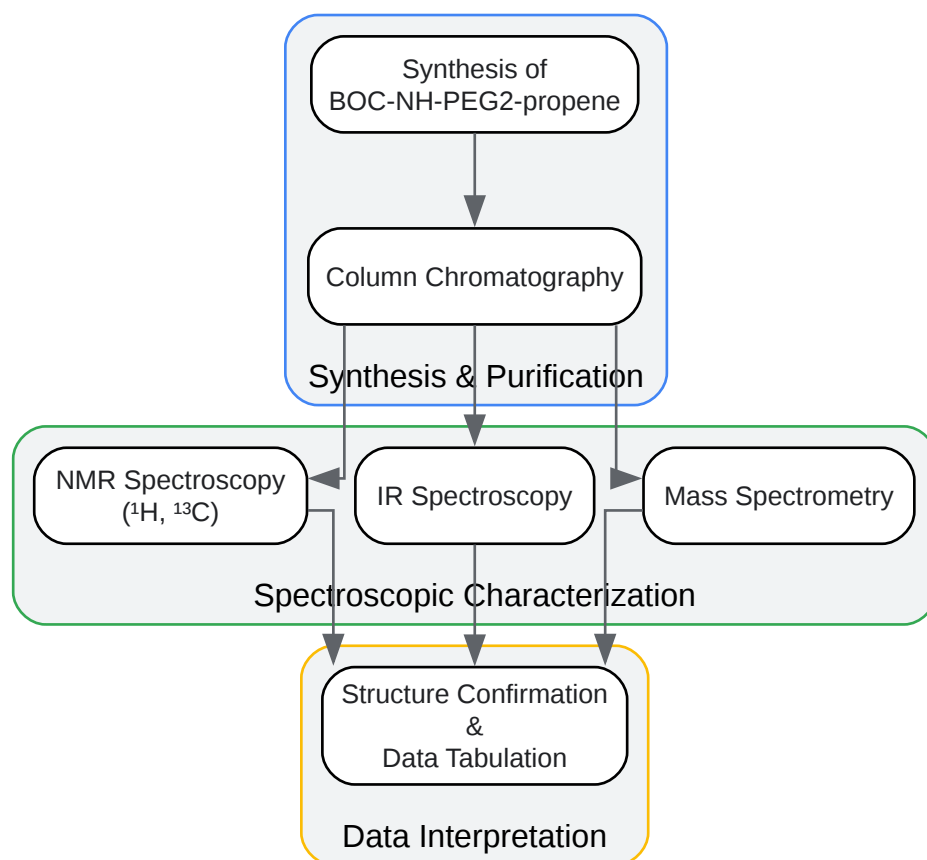 Synthesis of
BOC-NH-PEG2-propene
Column Chromatography
Synthesis & Purification
NMR Spectroscopy
(¹H, ¹³C)
IR Spectroscopy
Mass Spectrometry
Spectroscopic Characterization
Structure Confirmation
&
Data Tabulation
Data Interpretation